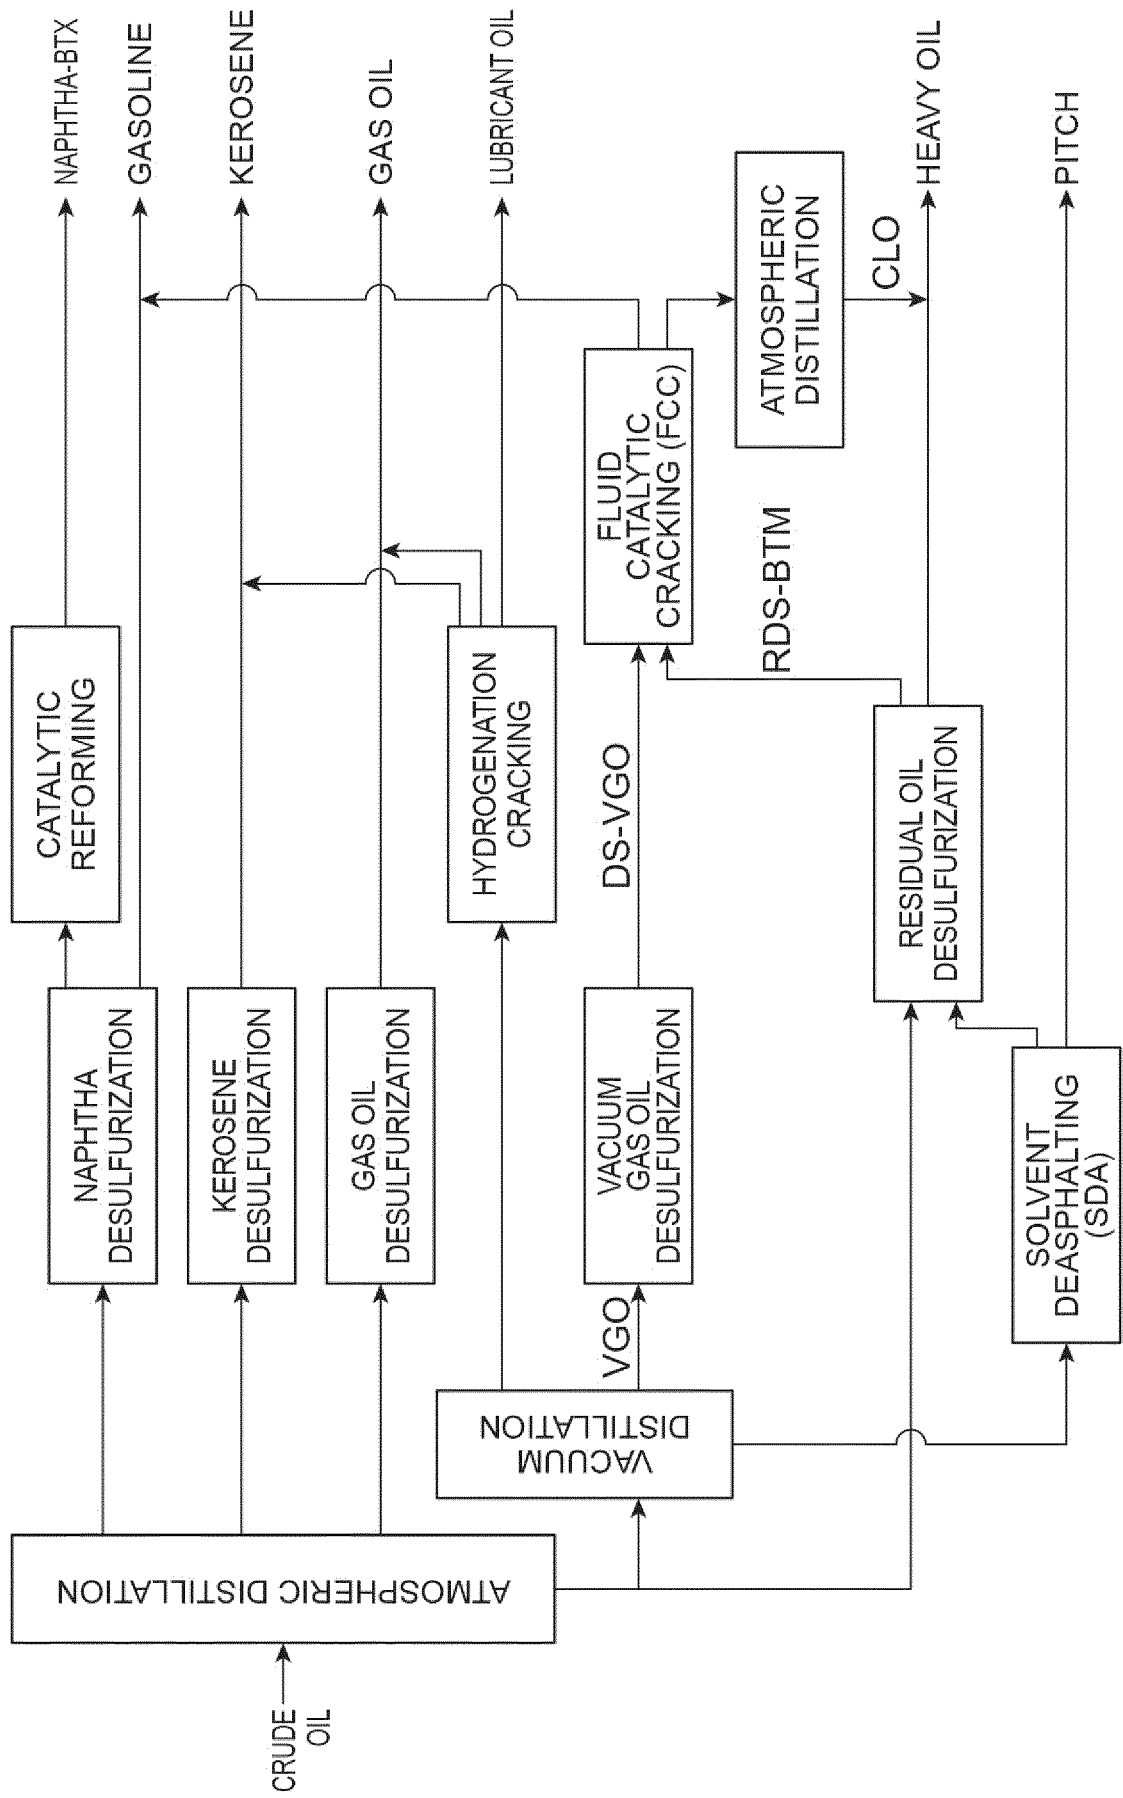 CRUDE
OIL
ATMOSPHERIC DISTILLATION
NAPHTHA
DESULFURIZATION
KEROSENE
DESULFURIZATION
GAS OIL
DESULFURIZATION
VACUUM
DISTILLATION
VGO
VACUUM
GAS OIL
DESULFURIZATION
SOLVENT
DEASPHALTING
(SDA)
CATALYTIC
REFORMING
HYDROGENATION
CRACKING
DS-VGO
RESIDUAL OIL
DESULFURIZATION
RDS-BTM
FLUID
CATALYTIC
CRACKING (FCC)
ATMOSPHERIC
DISTILLATION
CLO
NAPHTHA-BTX
GASOLINE
KEROSENE
GAS OIL
LUBRICANT OIL
HEAVY OIL
PITCH